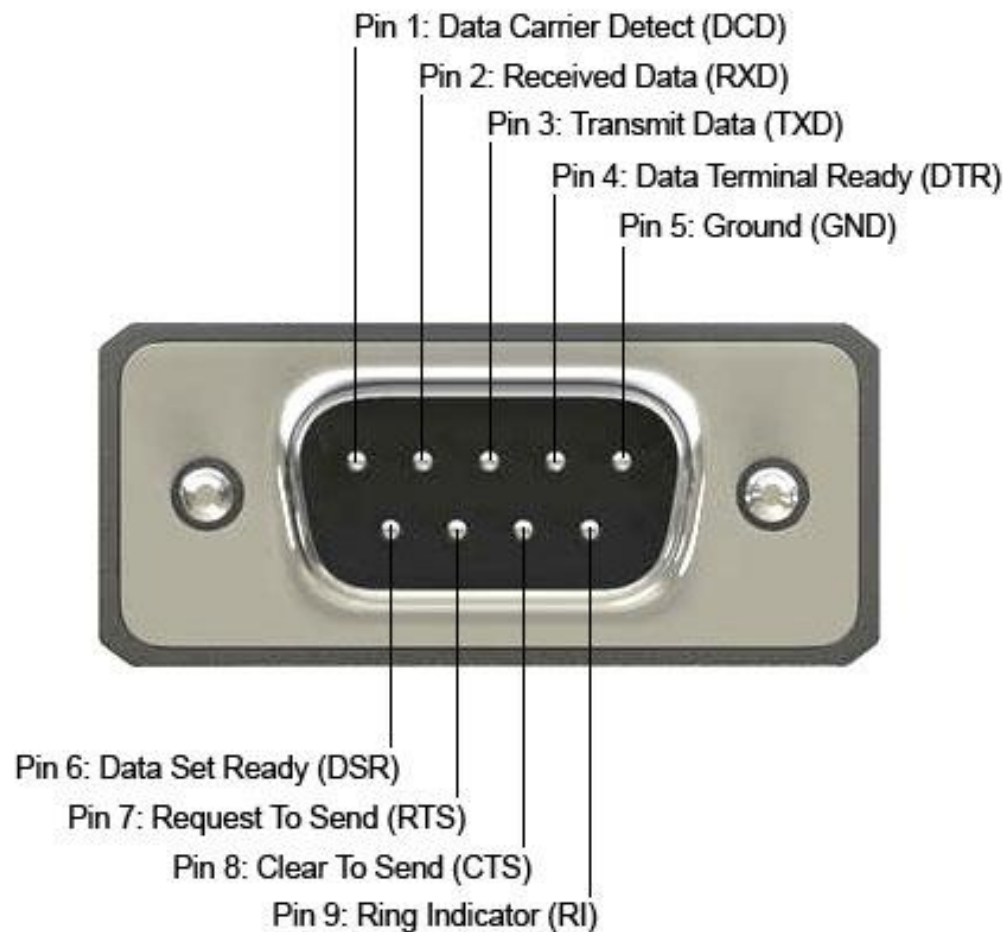 Pin 1: Data Carrier Detect (DCD)
Pin 2: Received Data (RXD)
Pin 3: Transmit Data (TXD)
Pin 4: Data Terminal Ready (DTR)
Pin 5: Ground (GND)
Pin 6: Data Set Ready (DSR)
Pin 7: Request To Send (RTS)
Pin 8: Clear To Send (CTS)
Pin 9: Ring Indicator (RI)